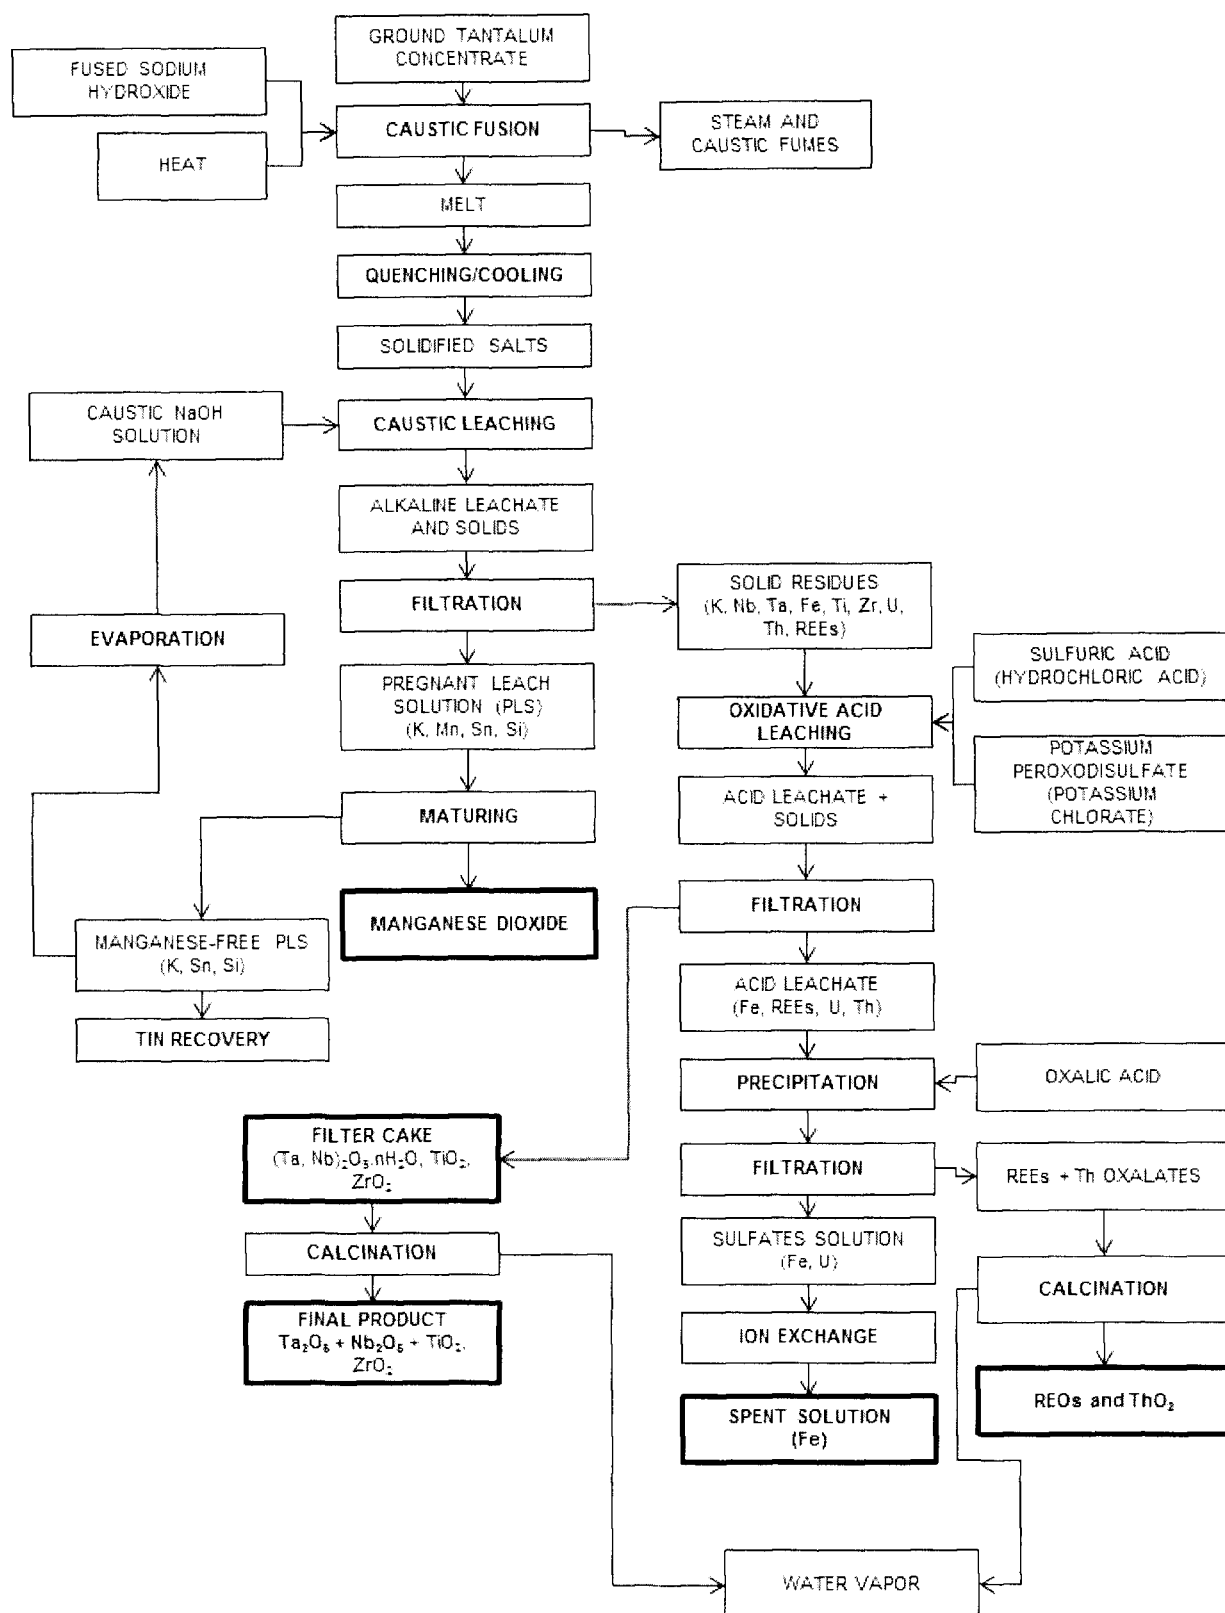 GROUND TANTALUM
CONCENTRATE
FUSED SODIUM
HYDROXIDE
CAUSTIC FUSION
STEAM AND
CAUSTIC FUMES
HEAT
MELT
QUENCHING/COOLING
SOLIDIFIED SALTS
CAUSTIC NaOH
SOLUTION
CAUSTIC LEACHING
ALKALINE LEACHATE
AND SOLIDS
FILTRATION
SOLID RESIDUES
(K, Nb, Ta, Fe, Ti, Zr, U,
Th, REEs)
EVAPORATION
SULFURIC ACID
(HYDROCHLORIC ACID)
PREGNANT LEACH
SOLUTION (PLS)
(K, Mn, Sn, Si)
OXIDATIVE ACID
LEACHING
POTASSIUM
PEROXODISULFATE
(POTASSIUM
CHLORATE)
MATURING
ACID LEACHATE +
SOLIDS
MANGANESE DIOXIDE
FILTRATION
MANGANESE-FREE PLS
(K, Sn, Si)
ACID LEACHATE
(Fe, REEs, U, Th)
TIN RECOVERY
PRECIPITATION
OXALIC ACID
FILTER CAKE
(Ta, Nb)₂O₅.nH₂O, TiO₂,
ZrO₂
FILTRATION
REEs + Th OXALATES
CALCINATION
SULFATES SOLUTION
(Fe, U)
CALCINATION
FINAL PRODUCT
Ta₂O₅ + Nb₂O₅ + TiO₂,
ZrO₂
ION EXCHANGE
SPENT SOLUTION
(Fe)
REOs and ThO₂
WATER VAPOR